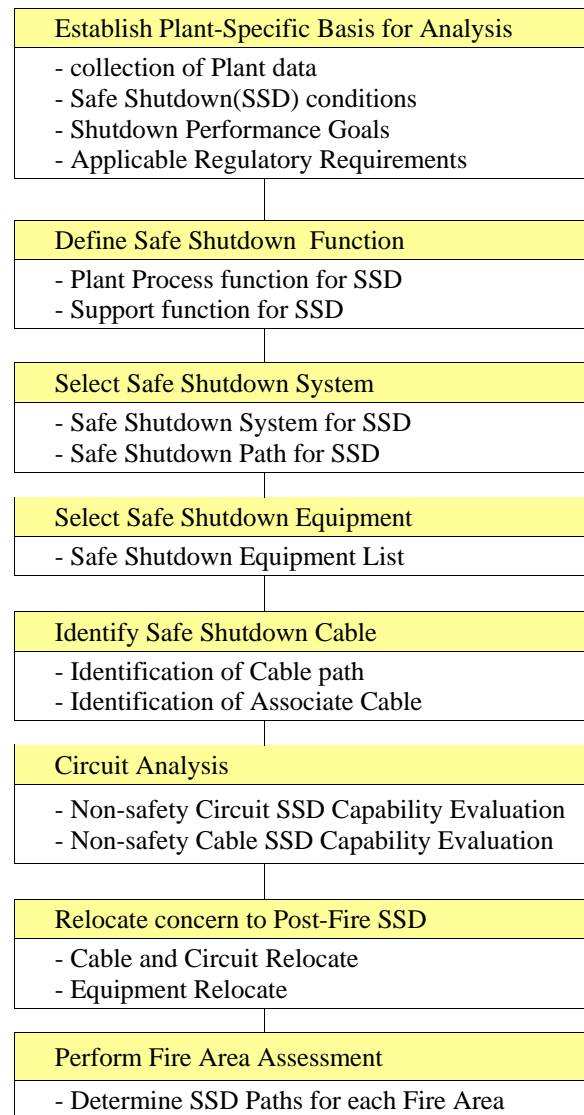 Establish Plant-Specific Basis for Analysis
- collection of Plant data
- Safe Shutdown(SSD) conditions
- Shutdown Performance Goals
- Applicable Regulatory Requirements
Define Safe Shutdown Function
- Plant Process function for SSD
- Support function for SSD
Select Safe Shutdown System
- Safe Shutdown System for SSD
- Safe Shutdown Path for SSD
Select Safe Shutdown Equipment
- Safe Shutdown Equipment List
Identify Safe Shutdown Cable
- Identification of Cable path
- Identification of Associate Cable
Circuit Analysis
- Non-safety Circuit SSD Capability Evaluation
- Non-safety Cable SSD Capability Evaluation
Relocate concern to Post-Fire SSD
- Cable and Circuit Relocate
- Equipment Relocate
Perform Fire Area Assessment
- Determine SSD Paths for each Fire Area